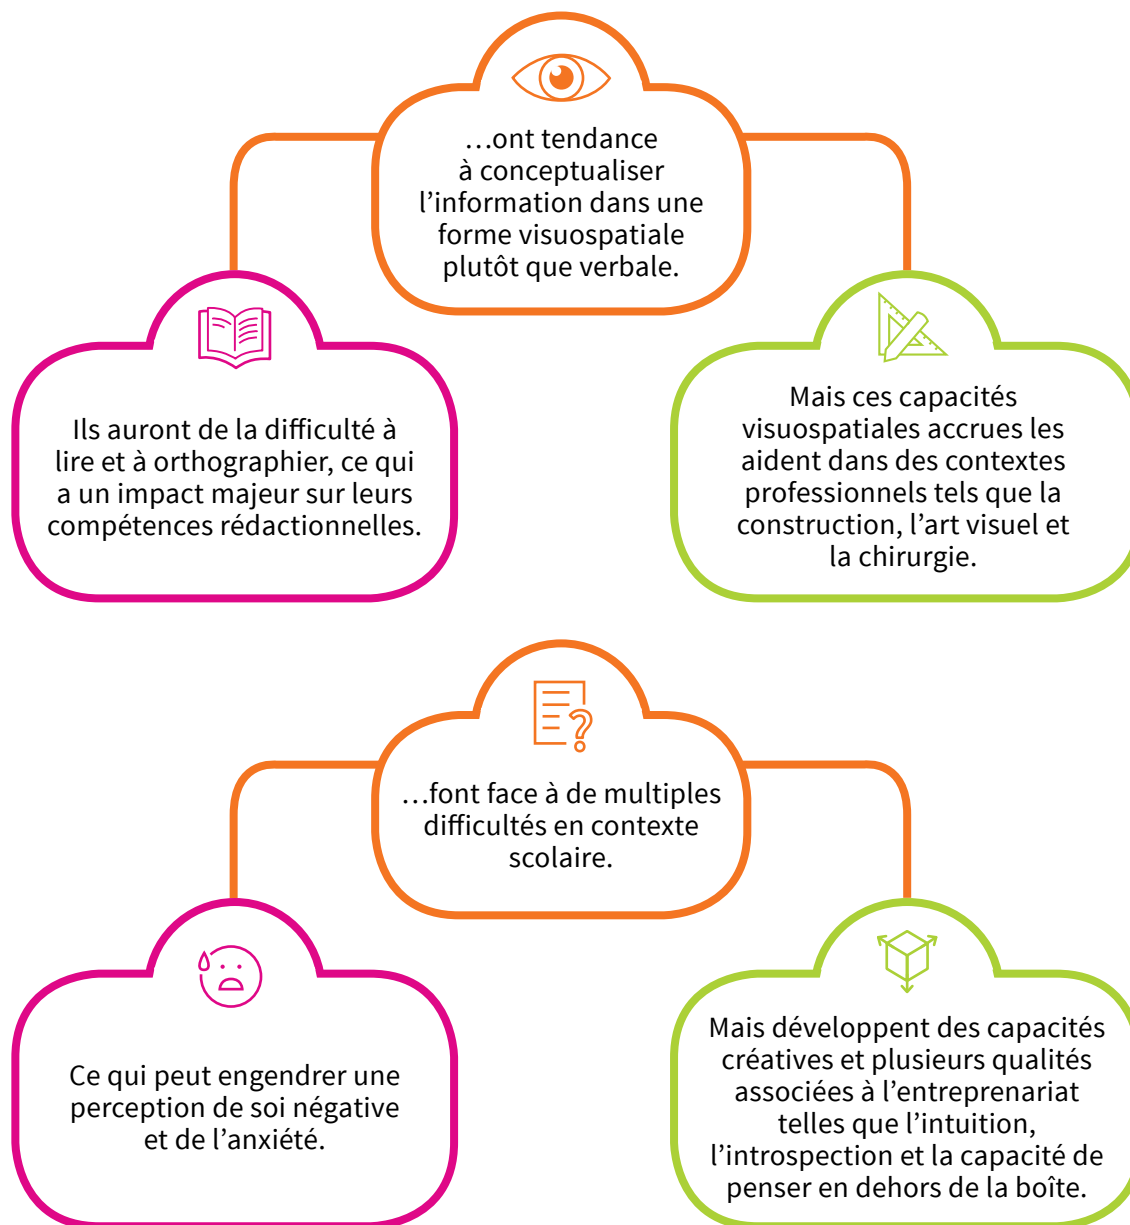 …ont tendance
à conceptualiser
l’information dans une
forme visuospatiale
plutôt que verbale.
Ils auront de la difficulté à
lire et à orthographier, ce qui
a un impact majeur sur leurs
compétences rédactionnelles.
Mais ces capacités
visuospatiales accrues les
aident dans des contextes
professionnels tels que la
construction, l’art visuel et
la chirurgie.
…font face à de multiples
difficultés en contexte
scolaire.
Ce qui peut engendrer une
perception de soi négative
et de l’anxiété.
Mais développent des capacités
créatives et plusieurs qualités
associées à l’entreprenariat
telles que l’intuition,
l’introspection et la capacité de
penser en dehors de la boîte.